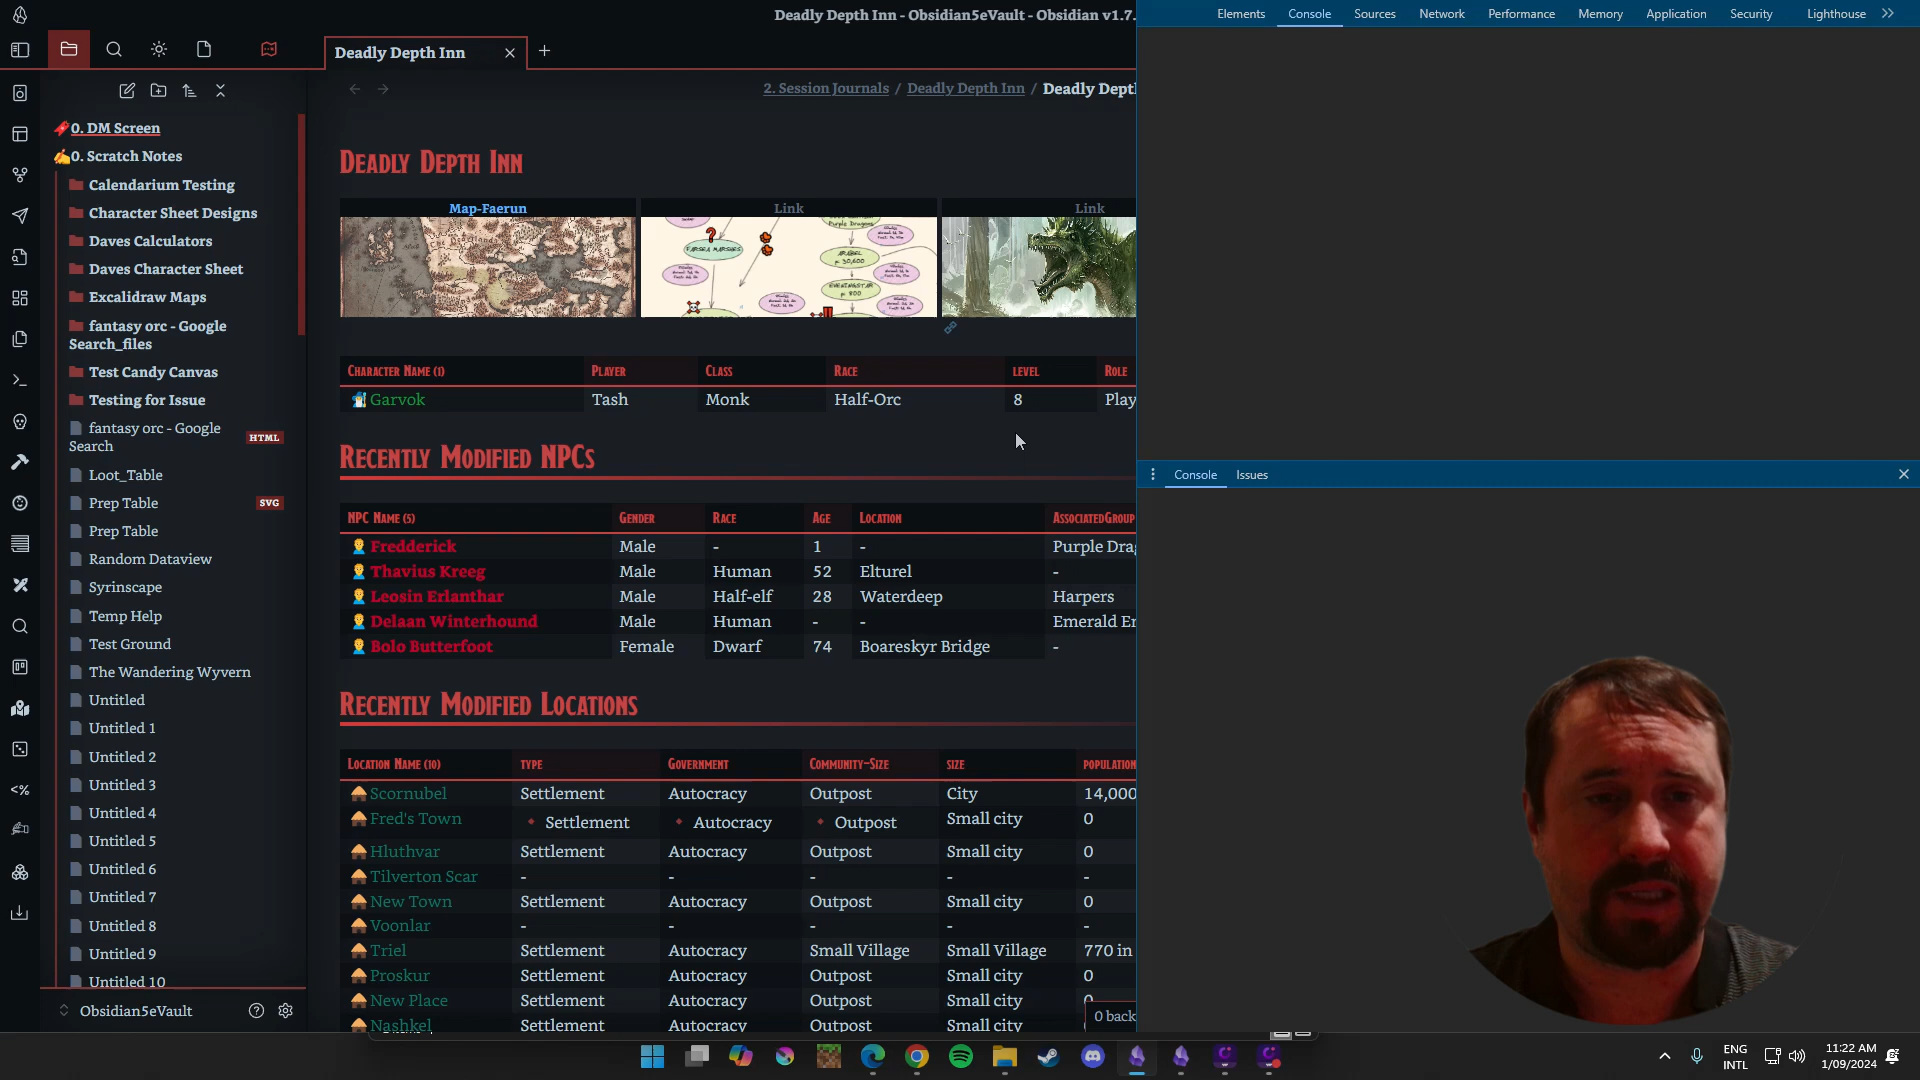 Deadly Depth Inn - Obsidian5eVault - Obsidian v1.7.
Elements Console Sources Network Performance Memory Application Security Lighthouse
Deadly Depth Inn
2. Session Journals / Deadly Depth Inn / Deadly Dept
0. DM Screen
0. Scratch Notes
Calendarium Testing
Character Sheet Designs
Daves Calculators
Daves Character Sheet
Excalidraw Maps
fantasy orc - Google
Search_files
Test Candy Canvas
Testing for Issue
fantasy orc - Google
Search HTML
Loot_Table
Prep Table SVG
Prep Table
Random Dataview
Syrinscape
Temp Help
Test Ground
The Wandering Wyvern
Untitled
Untitled 1
Untitled 2
Untitled 3
Untitled 4
Untitled 5
Untitled 6
Untitled 7
Untitled 8
Untitled 9
Untitled 10
Obsidian5eVault
Deadly Depth Inn
Map-Faerun Link Link
ARABEL
P 30,600
EVENINGSTAR
P 800
Character Name (1) Player Class Race Level Role
Garvok Tash Monk Half-Orc 8 Play
Recently Modified NPCs
NPC Name (5) Gender Race Age Location AssociatedGroup
Fredderick Male - 1 - Purple Dra
Thavius Kreeg Male Human 52 Elturel -
Leosin Erlanthar Male Half-elf 28 Waterdeep Harpers
Delaan Winterhound Male Human - - Emerald En
Bolo Butterfoot Female Dwarf 74 Boareskyr Bridge -
Recently Modified Locations
Location Name (10) type Government Community-Size size population
Scornubel Settlement Autocracy Outpost City 14,000
Fred's Town Settlement Autocracy Outpost Small city 0
Hluthvar Settlement Autocracy Outpost Small city 0
Tilverton Scar - - - - -
New Town Settlement Autocracy Outpost Small city 0
Voonlar - - - - -
Triel Settlement Autocracy Small Village Small Village 770 in
Proskur Settlement Autocracy Outpost Small city 0
New Place Settlement Autocracy Outpost Small city 0
Nashkel Settlement Autocracy Outpost Small city
0 back
Console Issues
<%
ENG
INTL
11:22 AM
1/09/2024